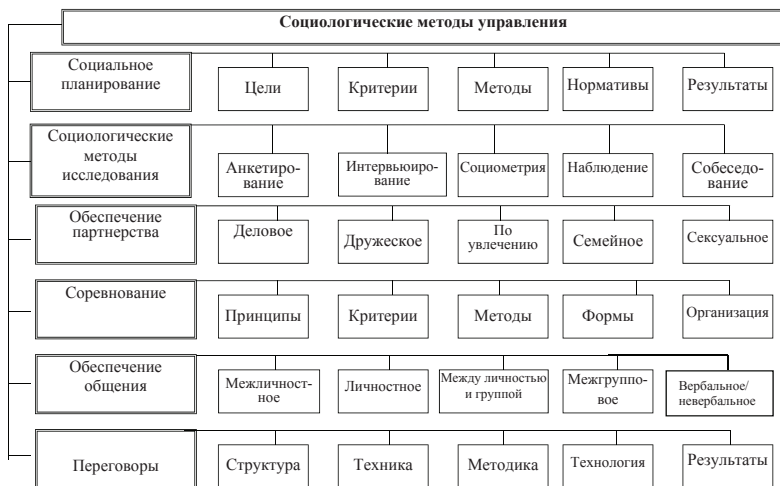 Социологические методы управления
Социальное
планирование
Цели
Критерии
Методы
Нормативы
Результаты
Социологические
методы
исследования
Анкетиро-
вание
Интервьюиро-
вание
Социометрия
Наблюдение
Собеседо-
вание
Обеспечение
партнерства
Деловое
Дружеское
По
увлечению
Семейное
Сексуальное
Соревнование
Принципы
Критерии
Методы
Формы
Организация
Обеспечение
общения
Межличност-
ное
Личностное
Между личностью
и группой
Межгруппо-
вое
Вербальное/
невербальное
Переговоры
Структура
Техника
Методика
Технология
Результаты